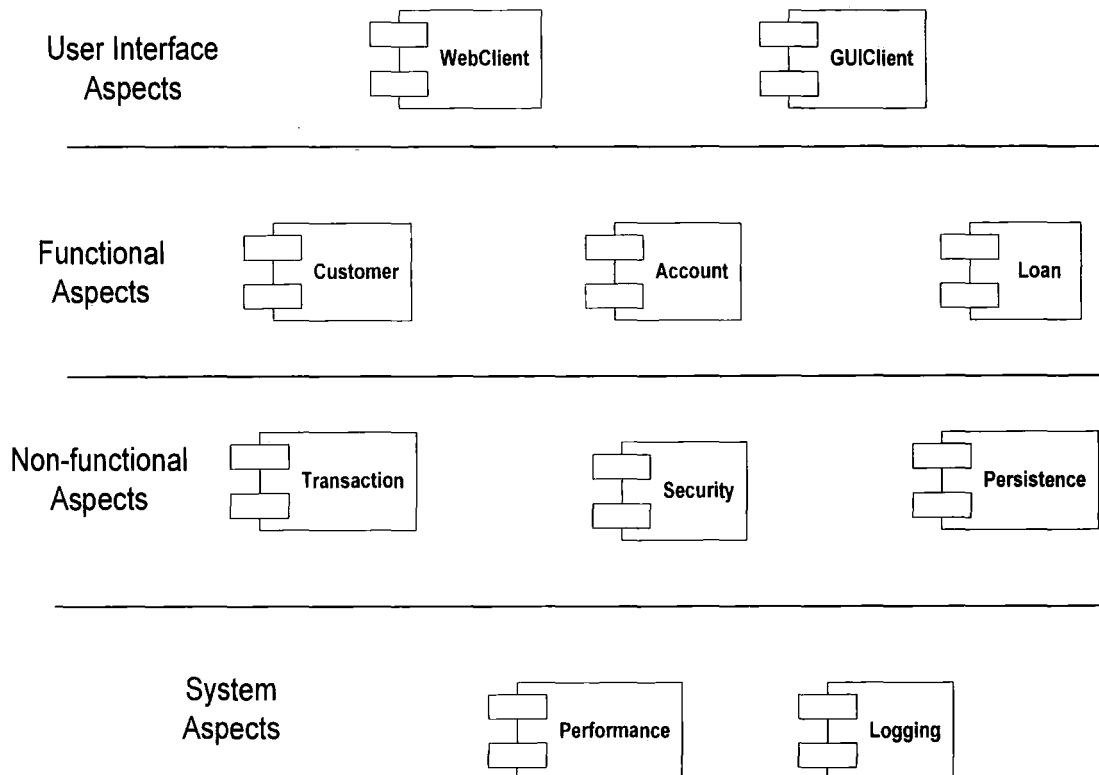 User Interface
Aspects
WebClient
GUIClient
Functional
Aspects
Customer
Account
Loan
Non-functional
Aspects
Transaction
Security
Persistence
System
Aspects
Performance
Logging